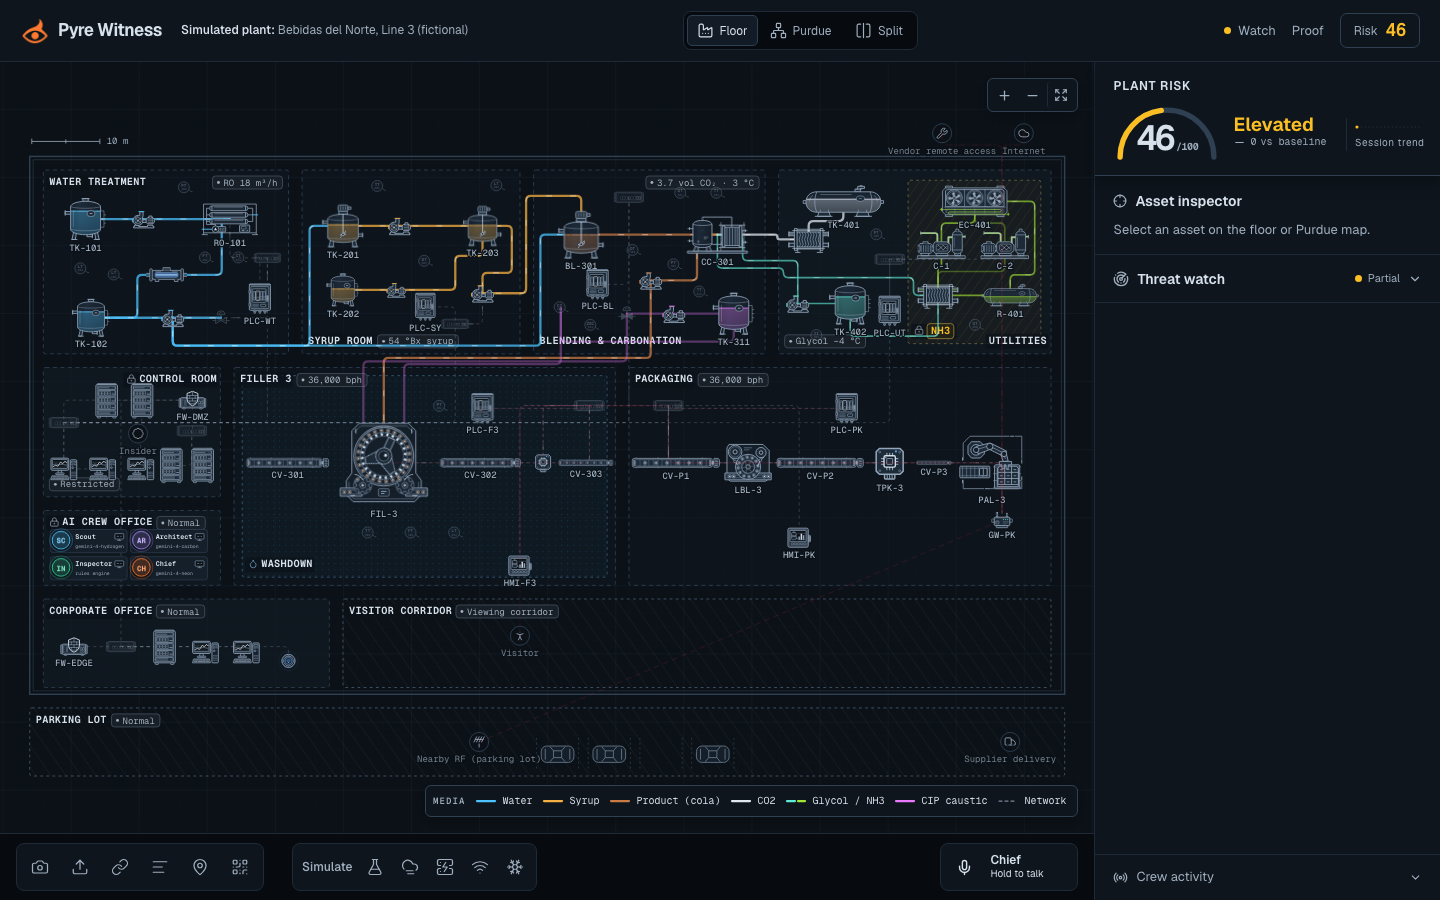 Pyre Witness
Simulated plant: Bebidas del Norte, Line 3 (fictional)
Floor
Purdue
Split
Watch
Proof
Risk 46
10 m
Vendor remote access
Internet
WATER TREATMENT
RO 18 m³/h
3.7 vol CO₂ · 3 °C
TK-101
RO-101
TK-102
PLC-WT
TK-201
TK-203
TK-202
PLC-SY
SYRUP ROOM
54 °Bx syrup
BL-301
CC-301
PLC-BL
TK-311
BLENDING & CARBONATION
TK-401
EC-401
C-1
C-2
R-401
TK-402
PLC-UT
NH3
Glycol −4 °C
UTILITIES
CONTROL ROOM
FW-DMZ
Insider
Restricted
FILLER 3
36,000 bph
PLC-F3
CV-301
CV-302
CV-303
FIL-3
WASHDOWN
HMI-F3
PACKAGING
36,000 bph
PLC-PK
CV-P1
LBL-3
CV-P2
TPK-3
CV-P3
PAL-3
GW-PK
HMI-PK
AI CREW OFFICE
Normal
SC
Scout
AR
Architect
IN
Inspector
rules engine
CH
Chief
CORPORATE OFFICE
Normal
FW-EDGE
VISITOR CORRIDOR
Viewing corridor
Visitor
PARKING LOT
Normal
Nearby RF (parking lot)
Supplier delivery
MEDIA
Water
Syrup
Product (cola)
CO2
Glycol / NH3
CIP caustic
Network
Simulate
Chief
Hold to talk
PLANT RISK
46 /100
Elevated
— 0 vs baseline
Session trend
Asset inspector
Select an asset on the floor or Purdue map.
Threat watch
Partial
Crew activity